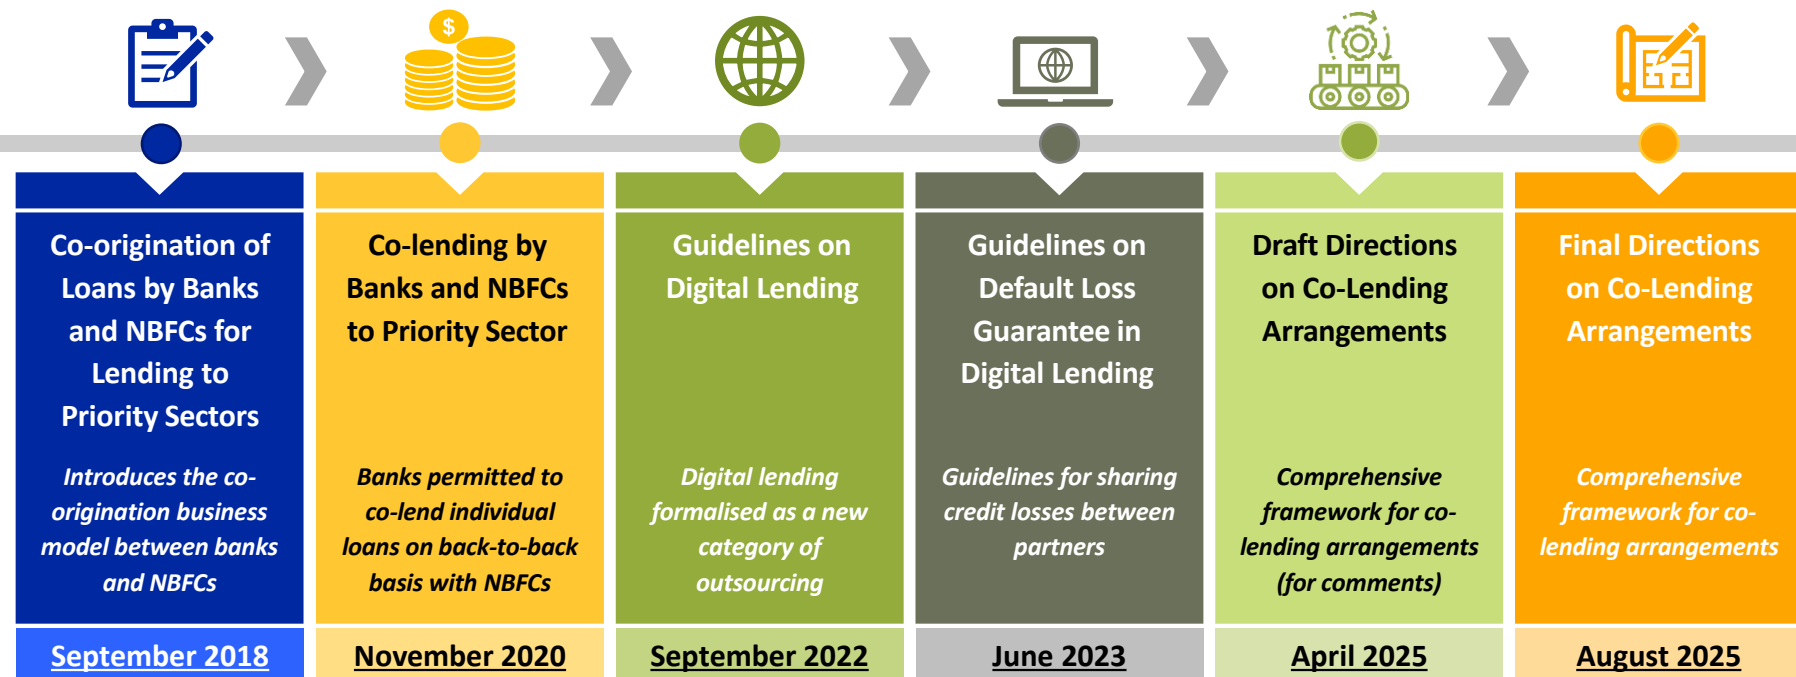 $
Co-origination of
Loans by Banks
and NBFCs for
Lending to
Priority Sectors
Introduces the co-
origination business
model between banks
and NBFCs
September 2018
Co-lending by
Banks and NBFCs
to Priority Sector
Banks permitted to
co-lend individual
loans on back-to-back
basis with NBFCs
November 2020
Guidelines on
Digital Lending
Digital lending
formalised as a new
category of
outsourcing
September 2022
Guidelines on
Default Loss
Guarantee in
Digital Lending
Guidelines for sharing
credit losses between
partners
June 2023
Draft Directions
on Co-Lending
Arrangements
Comprehensive
framework for co-
lending arrangements
(for comments)
April 2025
Final Directions
on Co-Lending
Arrangements
Comprehensive
framework for co-
lending arrangements
August 2025